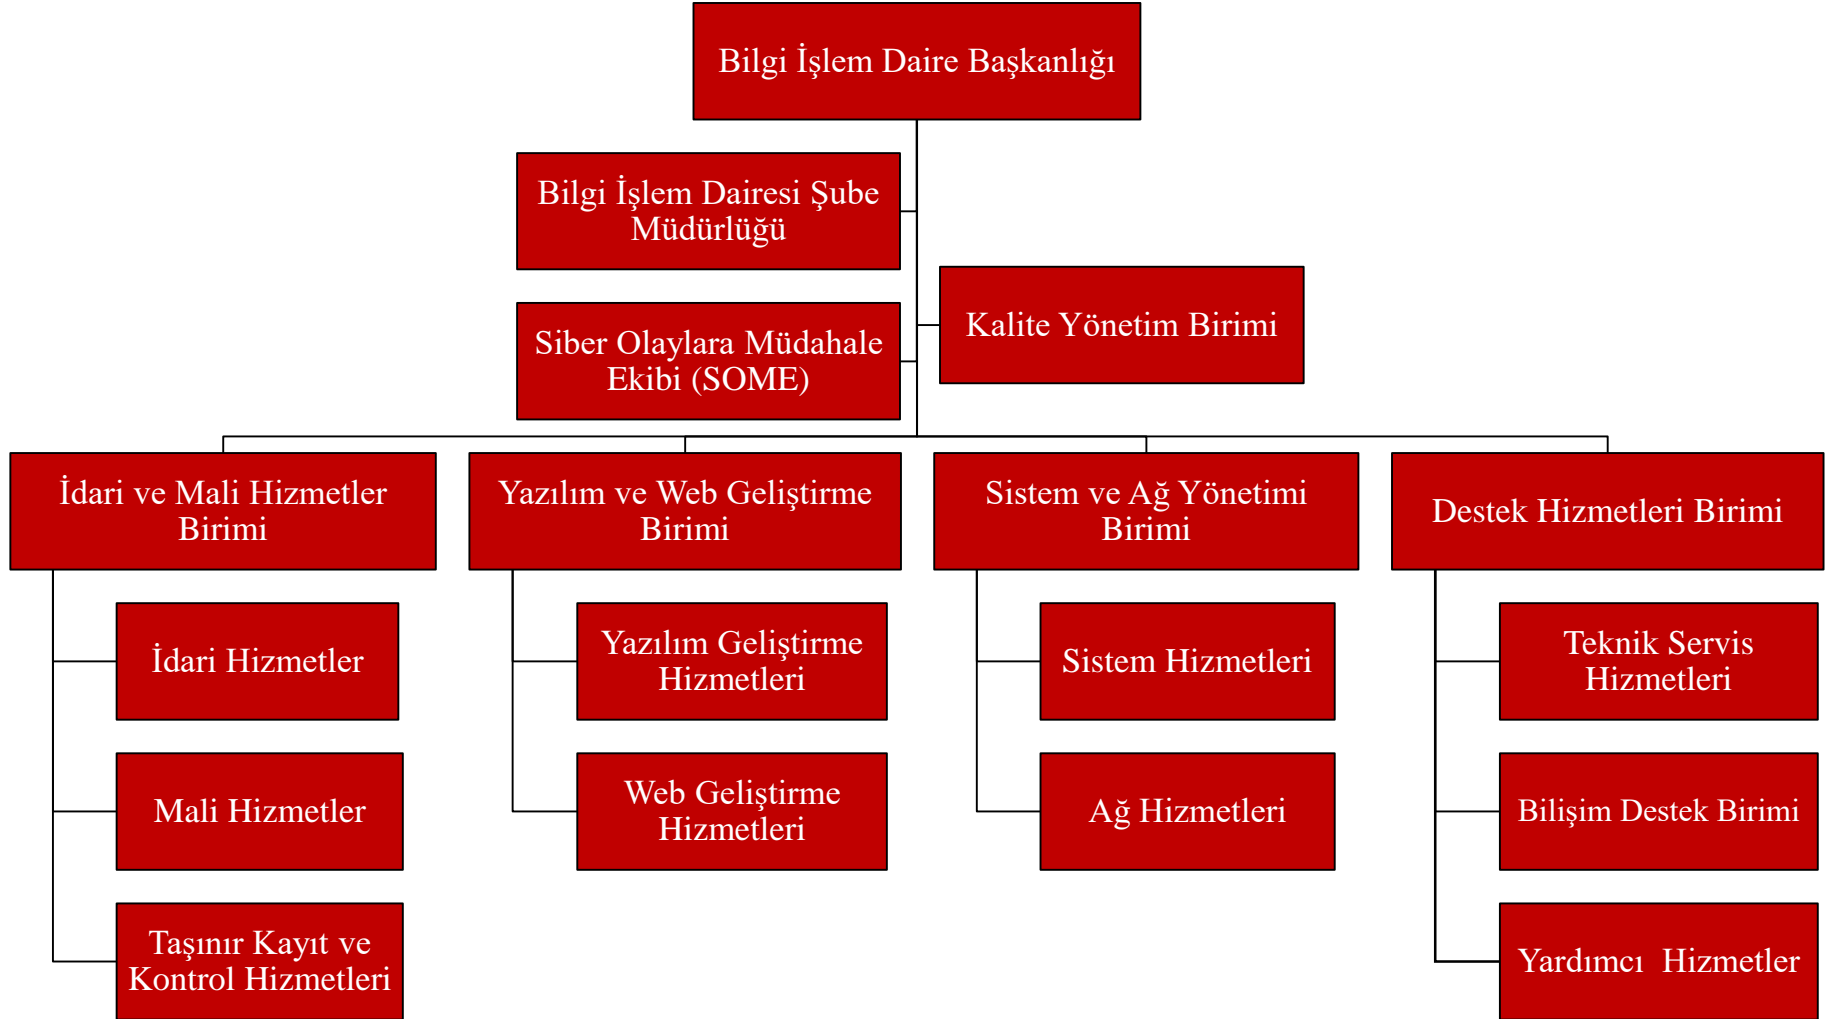 Bilgi İşlem Daire Başkanlığı
Bilgi İşlem Dairesi Şube
Müdürlüğü
Kalite Yönetim Birimi
Siber Olaylara Müdahale
Ekibi (SOME)
İdari ve Mali Hizmetler
Birimi
Yazılım ve Web Geliştirme
Birimi
Sistem ve Ağ Yönetimi
Birimi
Destek Hizmetleri Birimi
İdari Hizmetler
Mali Hizmetler
Taşınır Kayıt ve
Kontrol Hizmetleri
Yazılım Geliştirme
Hizmetleri
Web Geliştirme
Hizmetleri
Sistem Hizmetleri
Ağ Hizmetleri
Teknik Servis
Hizmetleri
Bilişim Destek Birimi
Yardımcı  Hizmetler